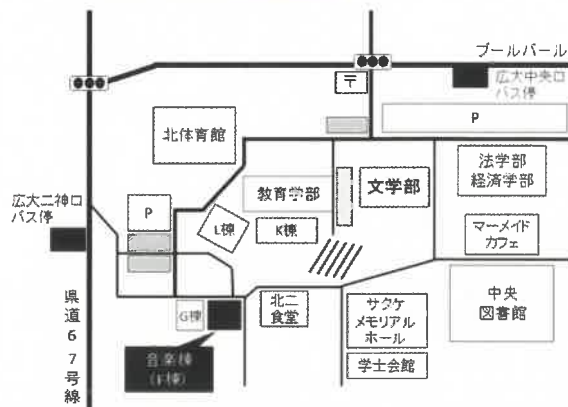 ブールバール
〒
広大中央口
バス停
P
北体育館
法学部
経済学部
教育学部
文学部
広大二神口
バス停
P
L棟
K棟
マーメイド
カフェ
県道67号線
G棟
北二
食堂
サタケ
メモリアル
ホール
中央
図書館
音楽棟
(F棟)
学士会館